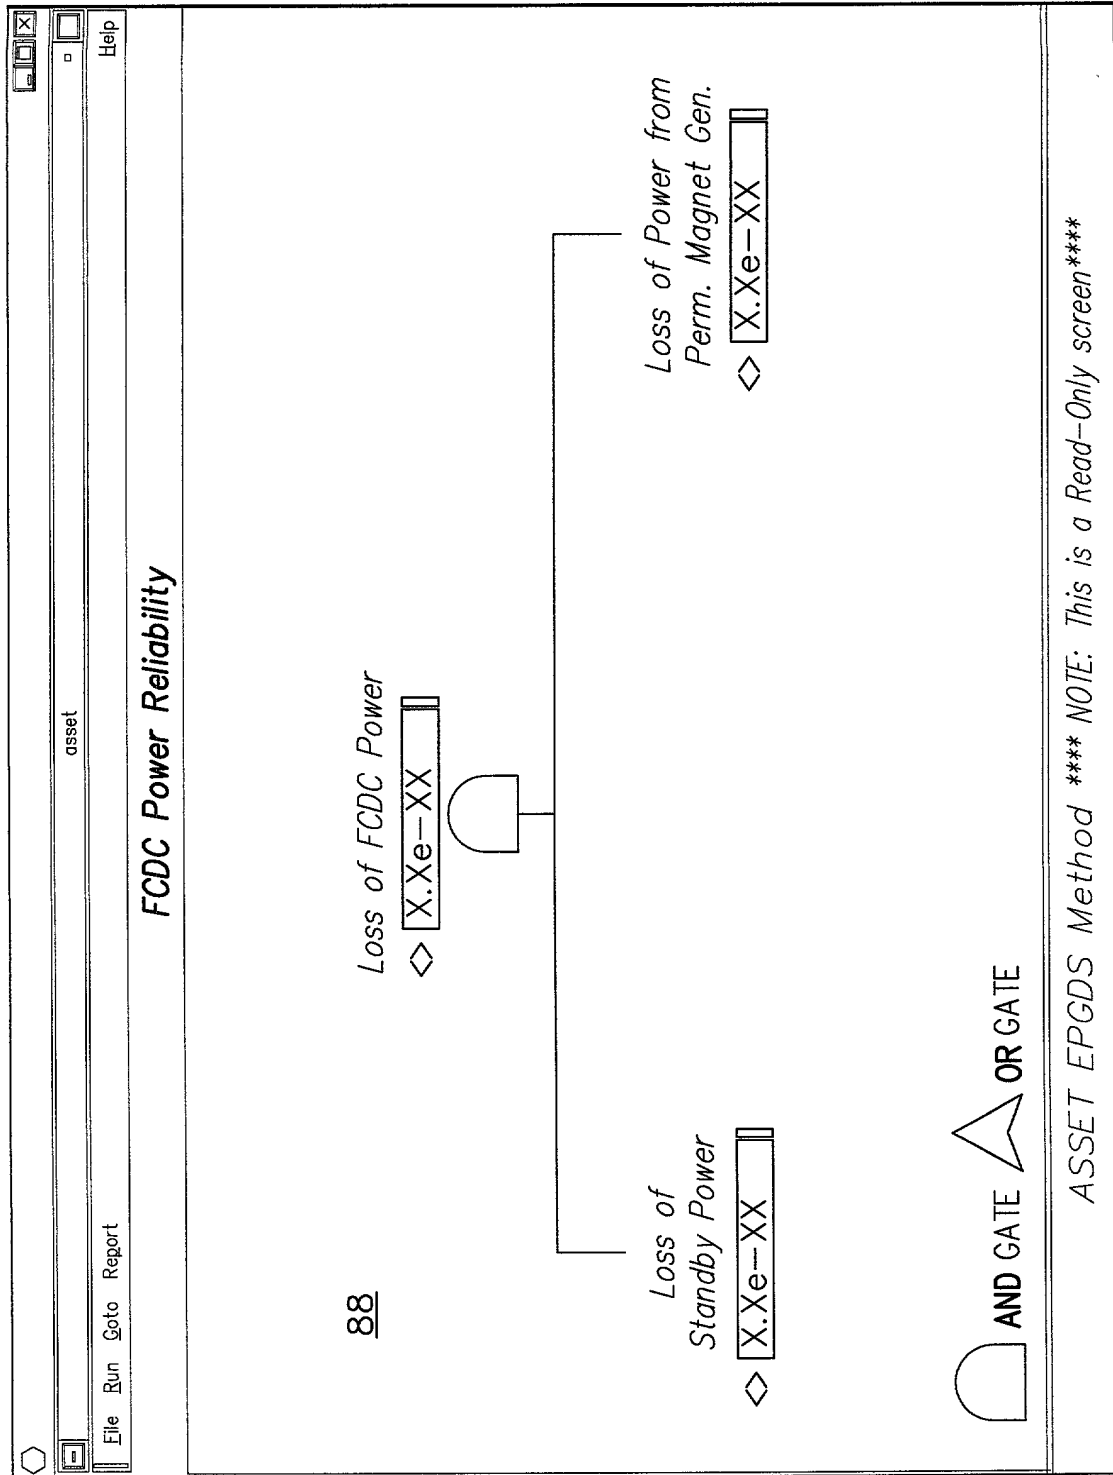 asset
File Run Goto Report Help
FCDC Power Reliability
88
Loss of FCDC Power
X.Xe–XX
Loss of
Standby Power
X.Xe–XX
Loss of Power from
Perm. Magnet Gen.
X.Xe–XX
AND GATE
OR GATE
ASSET EPGDS Method **** NOTE: This is a Read–Only screen****